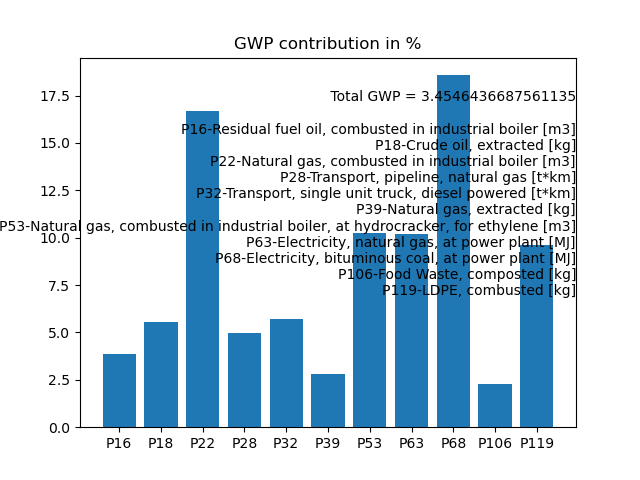 GWP contribution in %
17.5
15.0
12.5
10.0
7.5
5.0
2.5
0.0
Total GWP = 3.4546436687561135
P16-Residual fuel oil, combusted in industrial boiler [m3]
P18-Crude oil, extracted [kg]
P22-Natural gas, combusted in industrial boiler [m3]
P28-Transport, pipeline, natural gas [t*km]
P32-Transport, single unit truck, diesel powered [t*km]
P39-Natural gas, extracted [kg]
P53-Natural gas, combusted in industrial boiler, at hydrocracker, for ethylene [m3]
P63-Electricity, natural gas, at power plant [MJ]
P68-Electricity, bituminous coal, at power plant [MJ]
P106-Food Waste, composted [kg]
P119-LDPE, combusted [kg]
P16 P18 P22 P28 P32 P39 P53 P63 P68 P106 P119